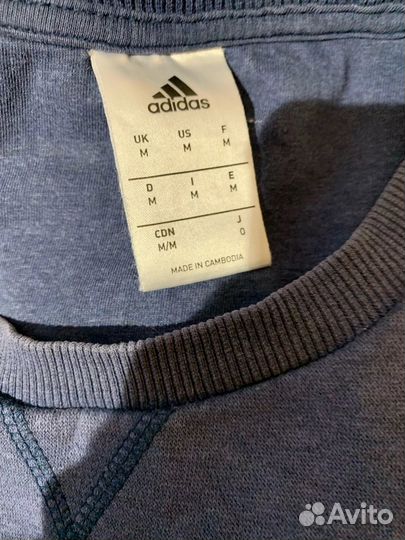 adidas
UK US F
M M M
D I E
M M M
CDN J
M/M O
MADE IN CAMBODIA
Avito